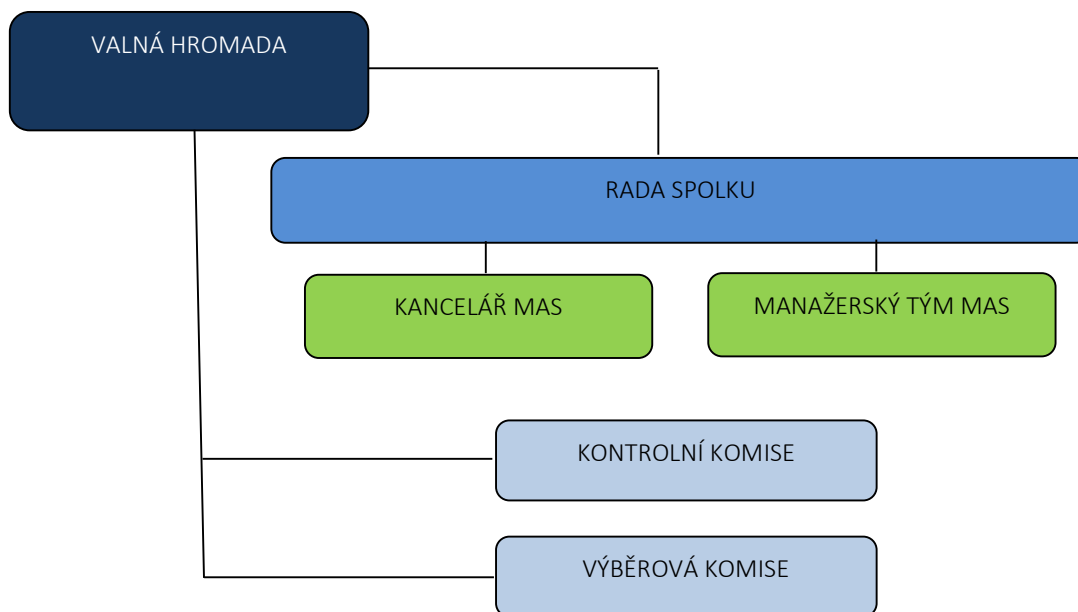 VALNÁ HROMADA
RADA SPOLKU
KANCELÁŘ MAS
MANAŽERSKÝ TÝM MAS
KONTROLNÍ KOMISE
VÝBĚROVÁ KOMISE